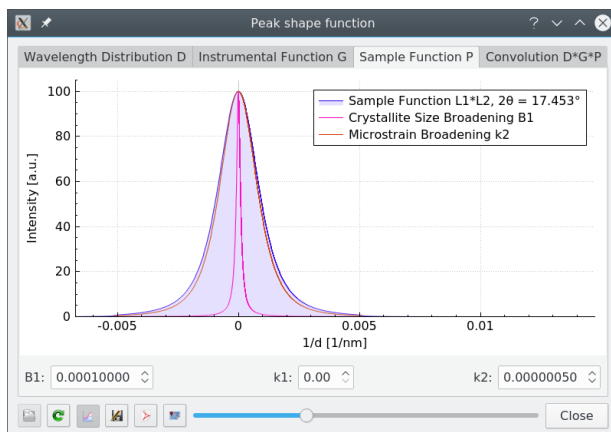 Peak shape function
Wavelength Distribution D
Instrumental Function G
Sample Function P
Convolution D*G*P
Sample Function L1*L2, 2θ = 17.453°
Crystallite Size Broadening B1
Microstrain Broadening k2
Intensity [a.u.]
100
80
60
40
20
0
-0.005
0
0.005
0.01
1/d [1/nm]
B1: 0.00010000
k1: 0.00
k2: 0.00000050
Close